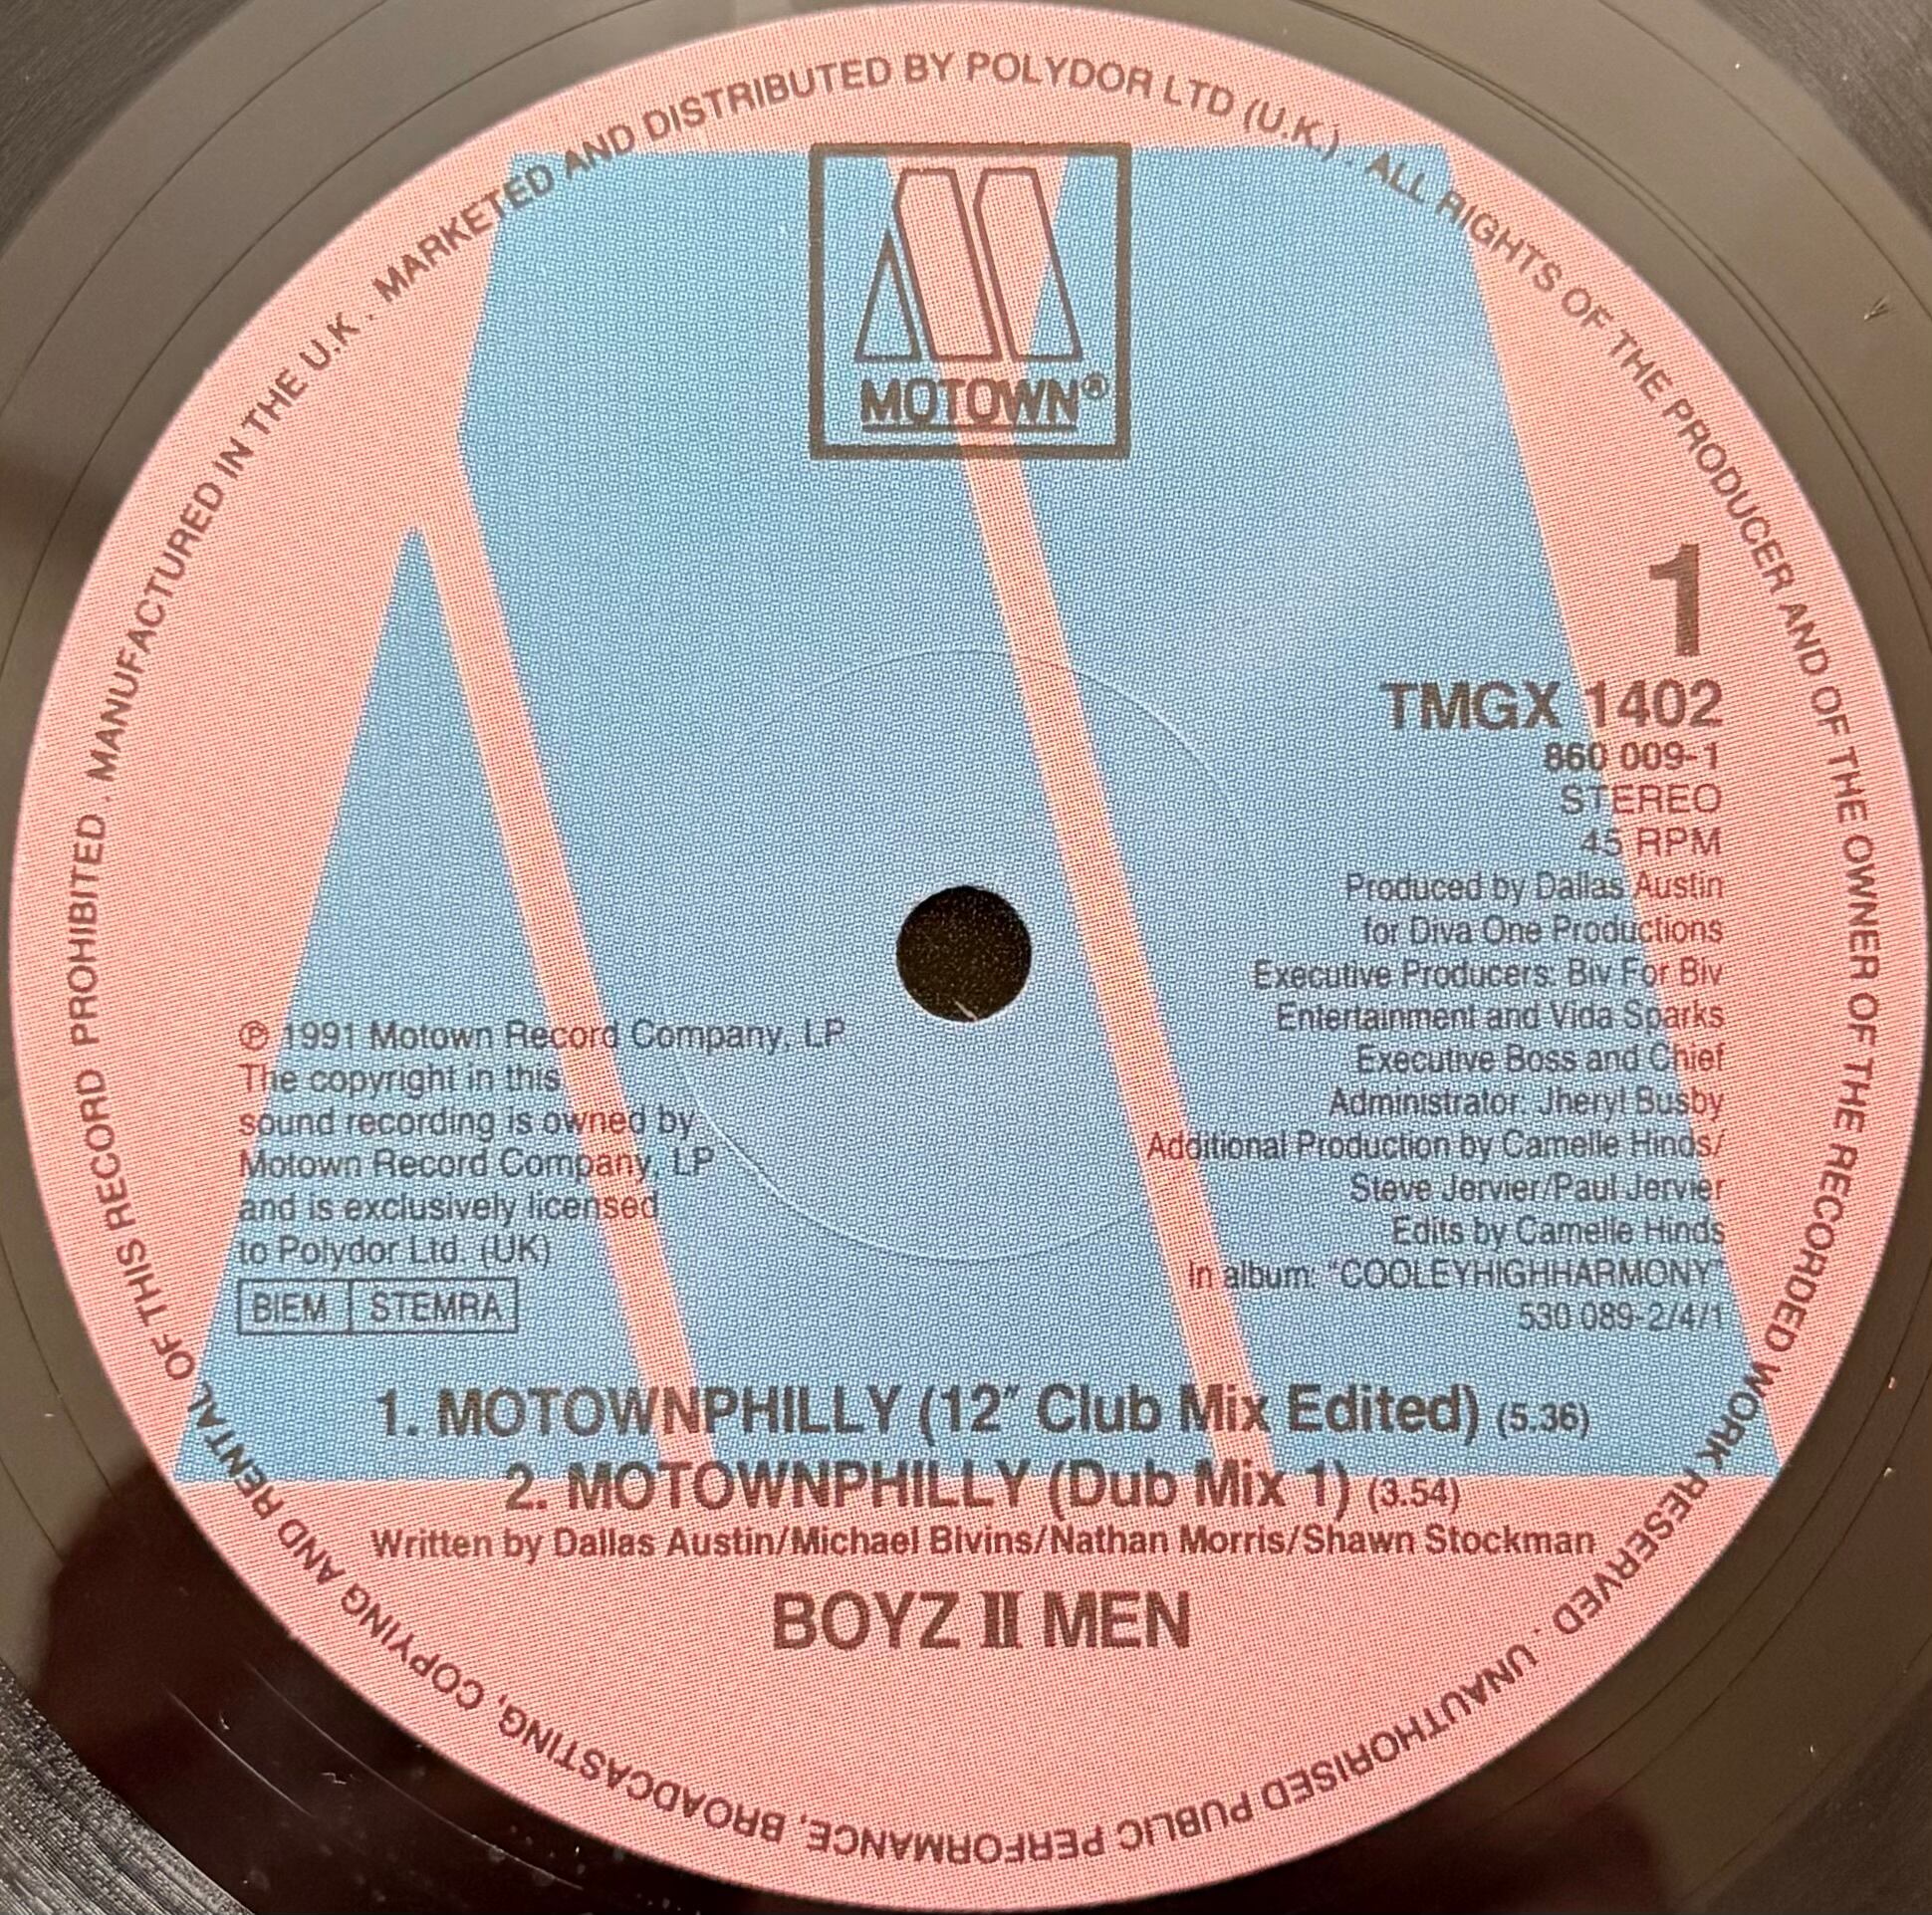 MANUFACTURED IN THE U.K . MARKETED AND DISTRIBUTED BY POLYDOR LTD (U.K.) . ALL RIGHTS OF THE PRODUCER AND OF THE OWNER OF THE RECORDED WORK RESERVED . UNAUTHORISED PUBLIC PERFORMANCE, BROADCASTING, COPYING AND RENTAL OF THIS RECORD PROHIBITED .
MOTOWN®
1
TMGX 1402
860 009-1
STEREO
45 RPM
Produced by Dallas Austin
for Diva One Productions
Executive Producers: Biv For Biv
Entertainment and Vida Sparks
Executive Boss and Chief
Administrator: Jheryl Busby
Additional Production by Camelle Hinds/
Steve Jervier/Paul Jervier
Edits by Camelle Hinds
In album: "COOLEYHIGHHARMONY"
530 089-2/4/1
℗ 1991 Motown Record Company, LP
The copyright in this
sound recording is owned by
Motown Record Company, LP
and is exclusively licensed
to Polydor Ltd. (UK)
BIEM STEMRA
1. MOTOWNPHILLY (12″ Club Mix Edited) (5.36)
2. MOTOWNPHILLY (Dub Mix 1) (3.54)
Written by Dallas Austin/Michael Bivins/Nathan Morris/Shawn Stockman
BOYZ II MEN